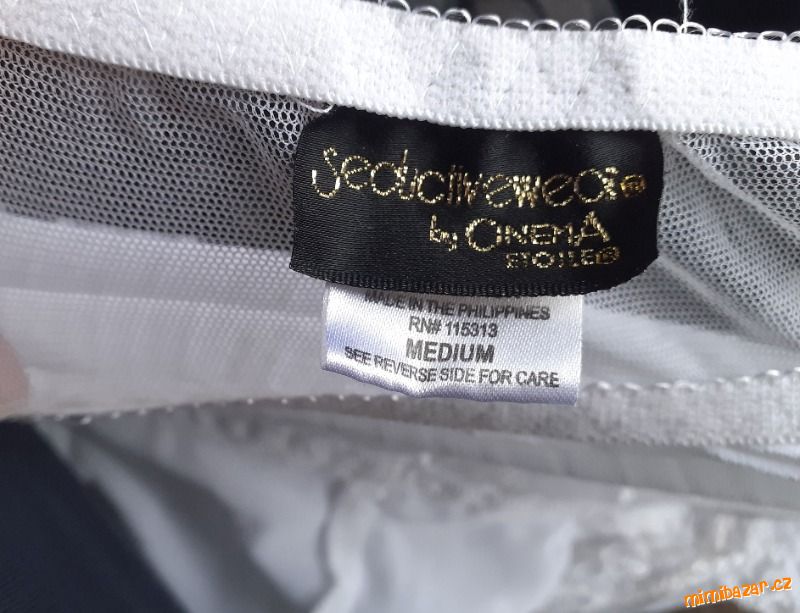 Seductivewear®
by CINEMA
ETOILE®
MADE IN THE PHILIPPINES
RN# 115313
MEDIUM
SEE REVERSE SIDE FOR CARE
mimibazar.cz